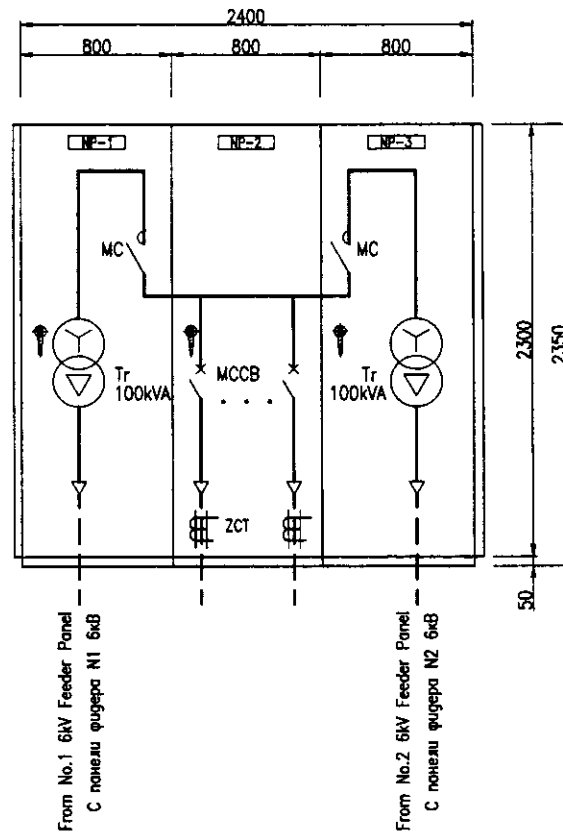 2400
800 800 800
NP-1 NP-2 NP-3
MC MC
Tr
100kVA
MCCB
Tr
100kVA
. . .
ZCT
2300
2350
50
From No.1 6kV Feeder Panel
С панели фидера N1 6кВ
From No.2 6kV Feeder Panel
С панели фидера N2 6кВ